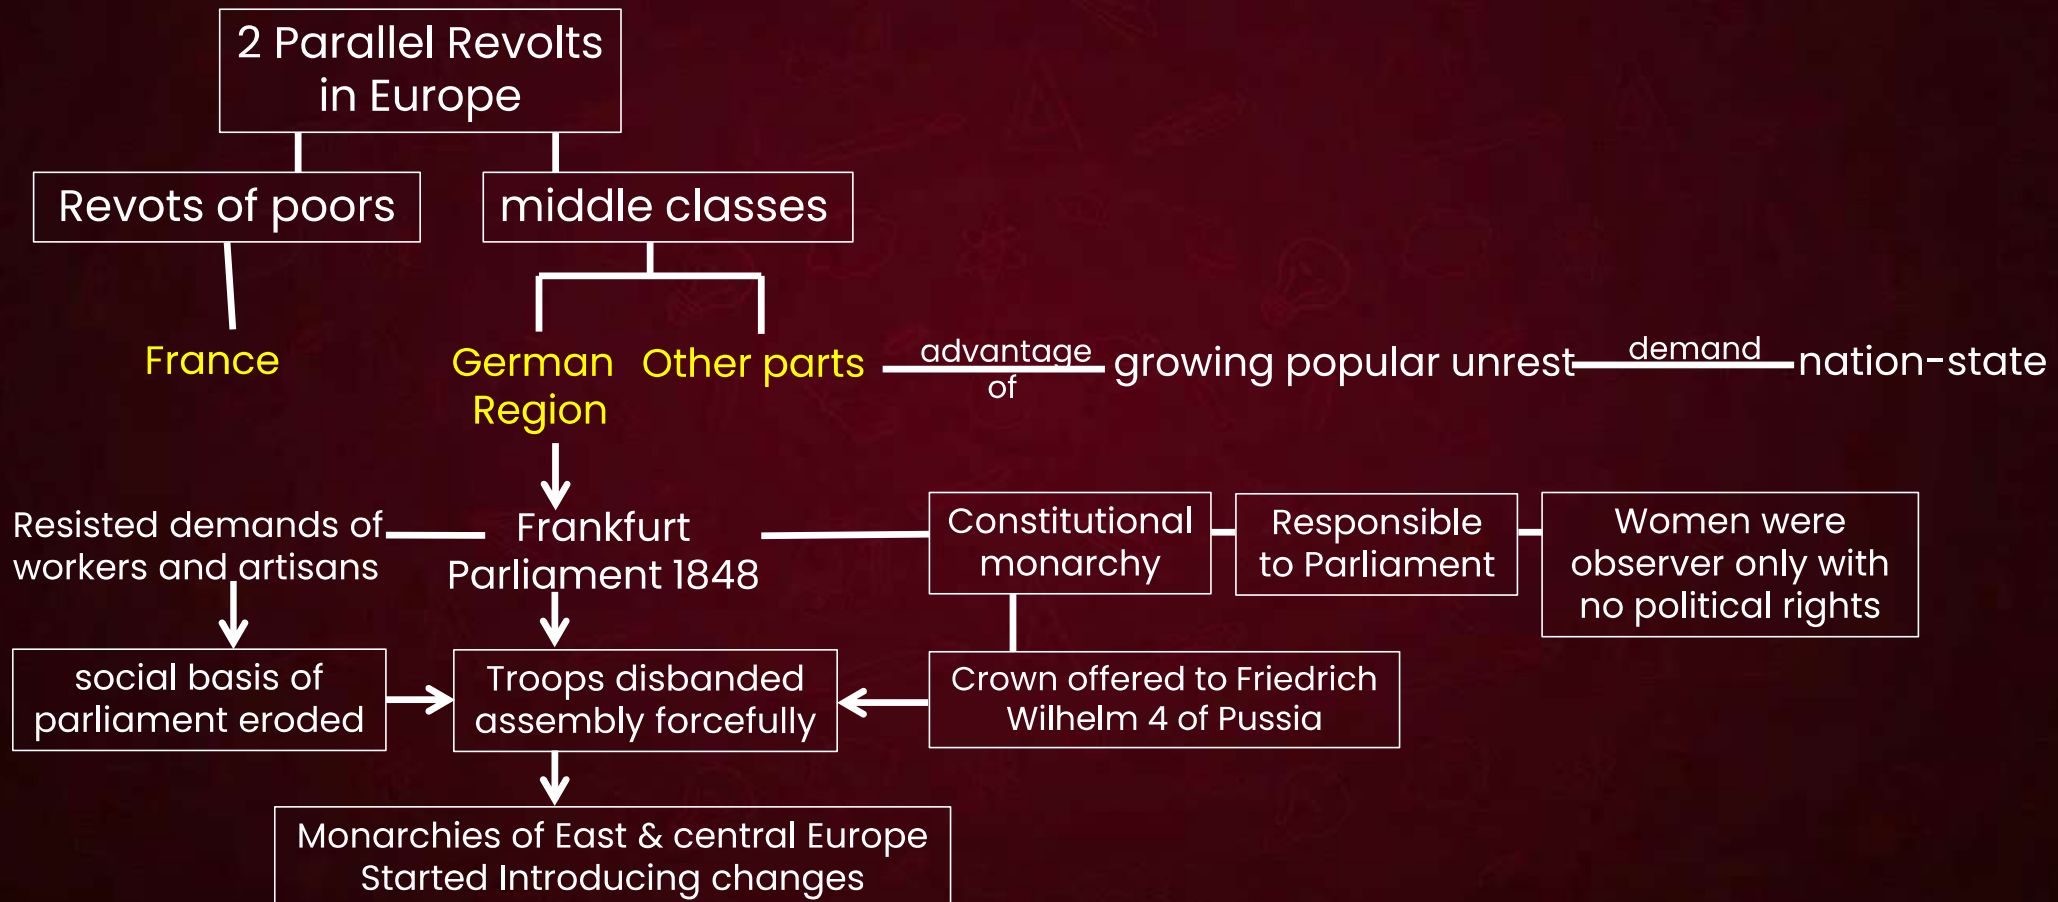 2 Parallel Revolts
in Europe
Revots of poors
middle classes
France
German
Region
Other parts
advantage
of
growing popular unrest
demand
nation-state
Resisted demands of
workers and artisans
Frankfurt
Parliament 1848
Constitutional
monarchy
Responsible
to Parliament
Women were
observer only with
no political rights
social basis of
parliament eroded
Troops disbanded
assembly forcefully
Crown offered to Friedrich
Wilhelm 4 of Pussia
Monarchies of East & central Europe
Started Introducing changes